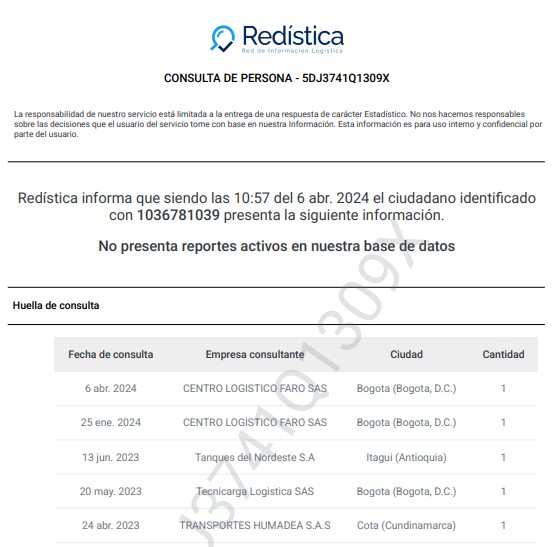 Redística
Red de Información Logística
CONSULTA DE PERSONA - 5DJ3741Q1309X
La responsabilidad de nuestro servicio está limitada a la entrega de una respuesta de carácter Estadístico. No nos hacemos responsables
sobre las decisiones que el usuario del servicio tome con base en nuestra Información. Esta información es para uso interno y confidencial por
parte del usuario.
Redística informa que siendo las 10:57 del 6 abr. 2024 el ciudadano identificado
con 1036781039 presenta la siguiente información.
No presenta reportes activos en nuestra base de datos
Huella de consulta
Fecha de consulta Empresa consultante Ciudad Cantidad
6 abr. 2024 CENTRO LOGISTICO FARO SAS Bogota (Bogota, D.C.) 1
25 ene. 2024 CENTRO LOGISTICO FARO SAS Bogota (Bogota, D.C.) 1
13 jun. 2023 Tanques del Nordeste S.A Itagui (Antioquia) 1
20 may. 2023 Tecnicarga Logistica SAS Bogota (Bogota, D.C.) 1
24 abr. 2023 TRANSPORTES HUMADEA S.A.S Cota (Cundinamarca) 1
J3741Q1309X